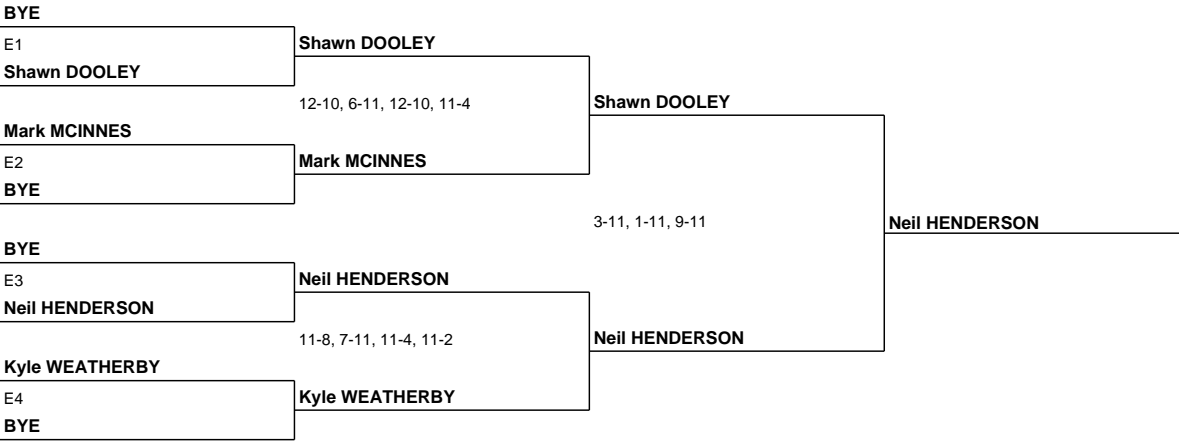 BYE
E1
Shawn DOOLEY
Shawn DOOLEY
12-10, 6-11, 12-10, 11-4
Shawn DOOLEY
Mark MCINNES
E2
Mark MCINNES
BYE
3-11, 1-11, 9-11
Neil HENDERSON
BYE
E3
Neil HENDERSON
Neil HENDERSON
11-8, 7-11, 11-4, 11-2
Neil HENDERSON
Kyle WEATHERBY
E4
Kyle WEATHERBY
BYE